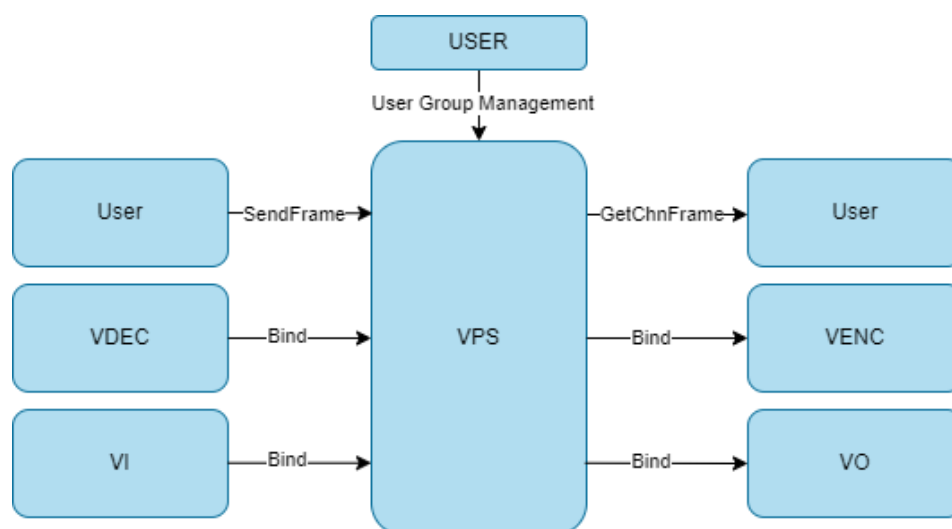 USER
User Group Management
User
SendFrame
GetChnFrame
User
VDEC
Bind
VPS
Bind
VENC
VI
Bind
Bind
VO